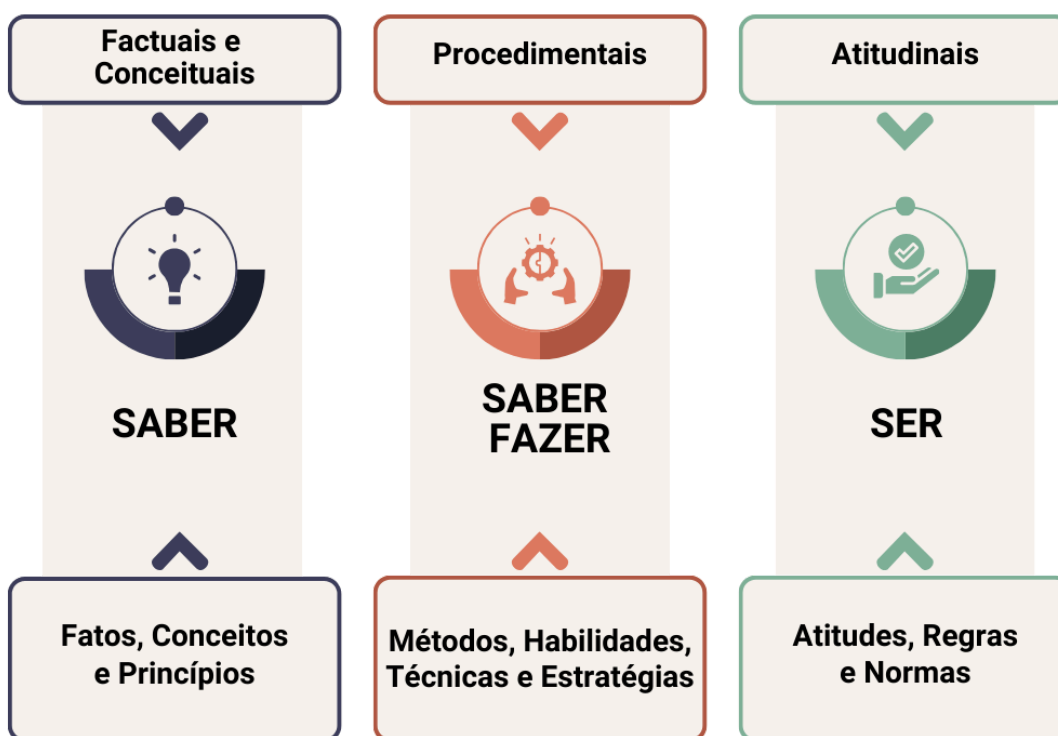 Factuais e
Conceituais
Procedimentais
Atitudinais
SABER
SABER
FAZER
SER
Fatos, Conceitos
e Princípios
Métodos, Habilidades,
Técnicas e Estratégias
Atitudes, Regras
e Normas